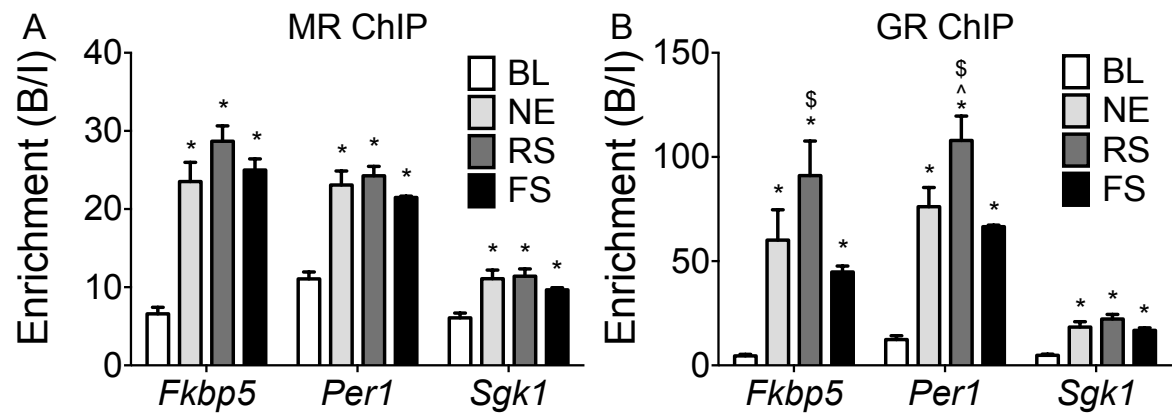 A
MR ChIP
Enrichment (B/I)
40
30
20
10
0
BL
NE
RS
FS
*
*
*
*
*
*
*
*
*
Fkbp5 Per1 Sgk1
B
GR ChIP
Enrichment (B/I)
150
100
50
0
BL
NE
RS
FS
*
$
*
*
*
$
^
*
*
*
*
*
Fkbp5 Per1 Sgk1